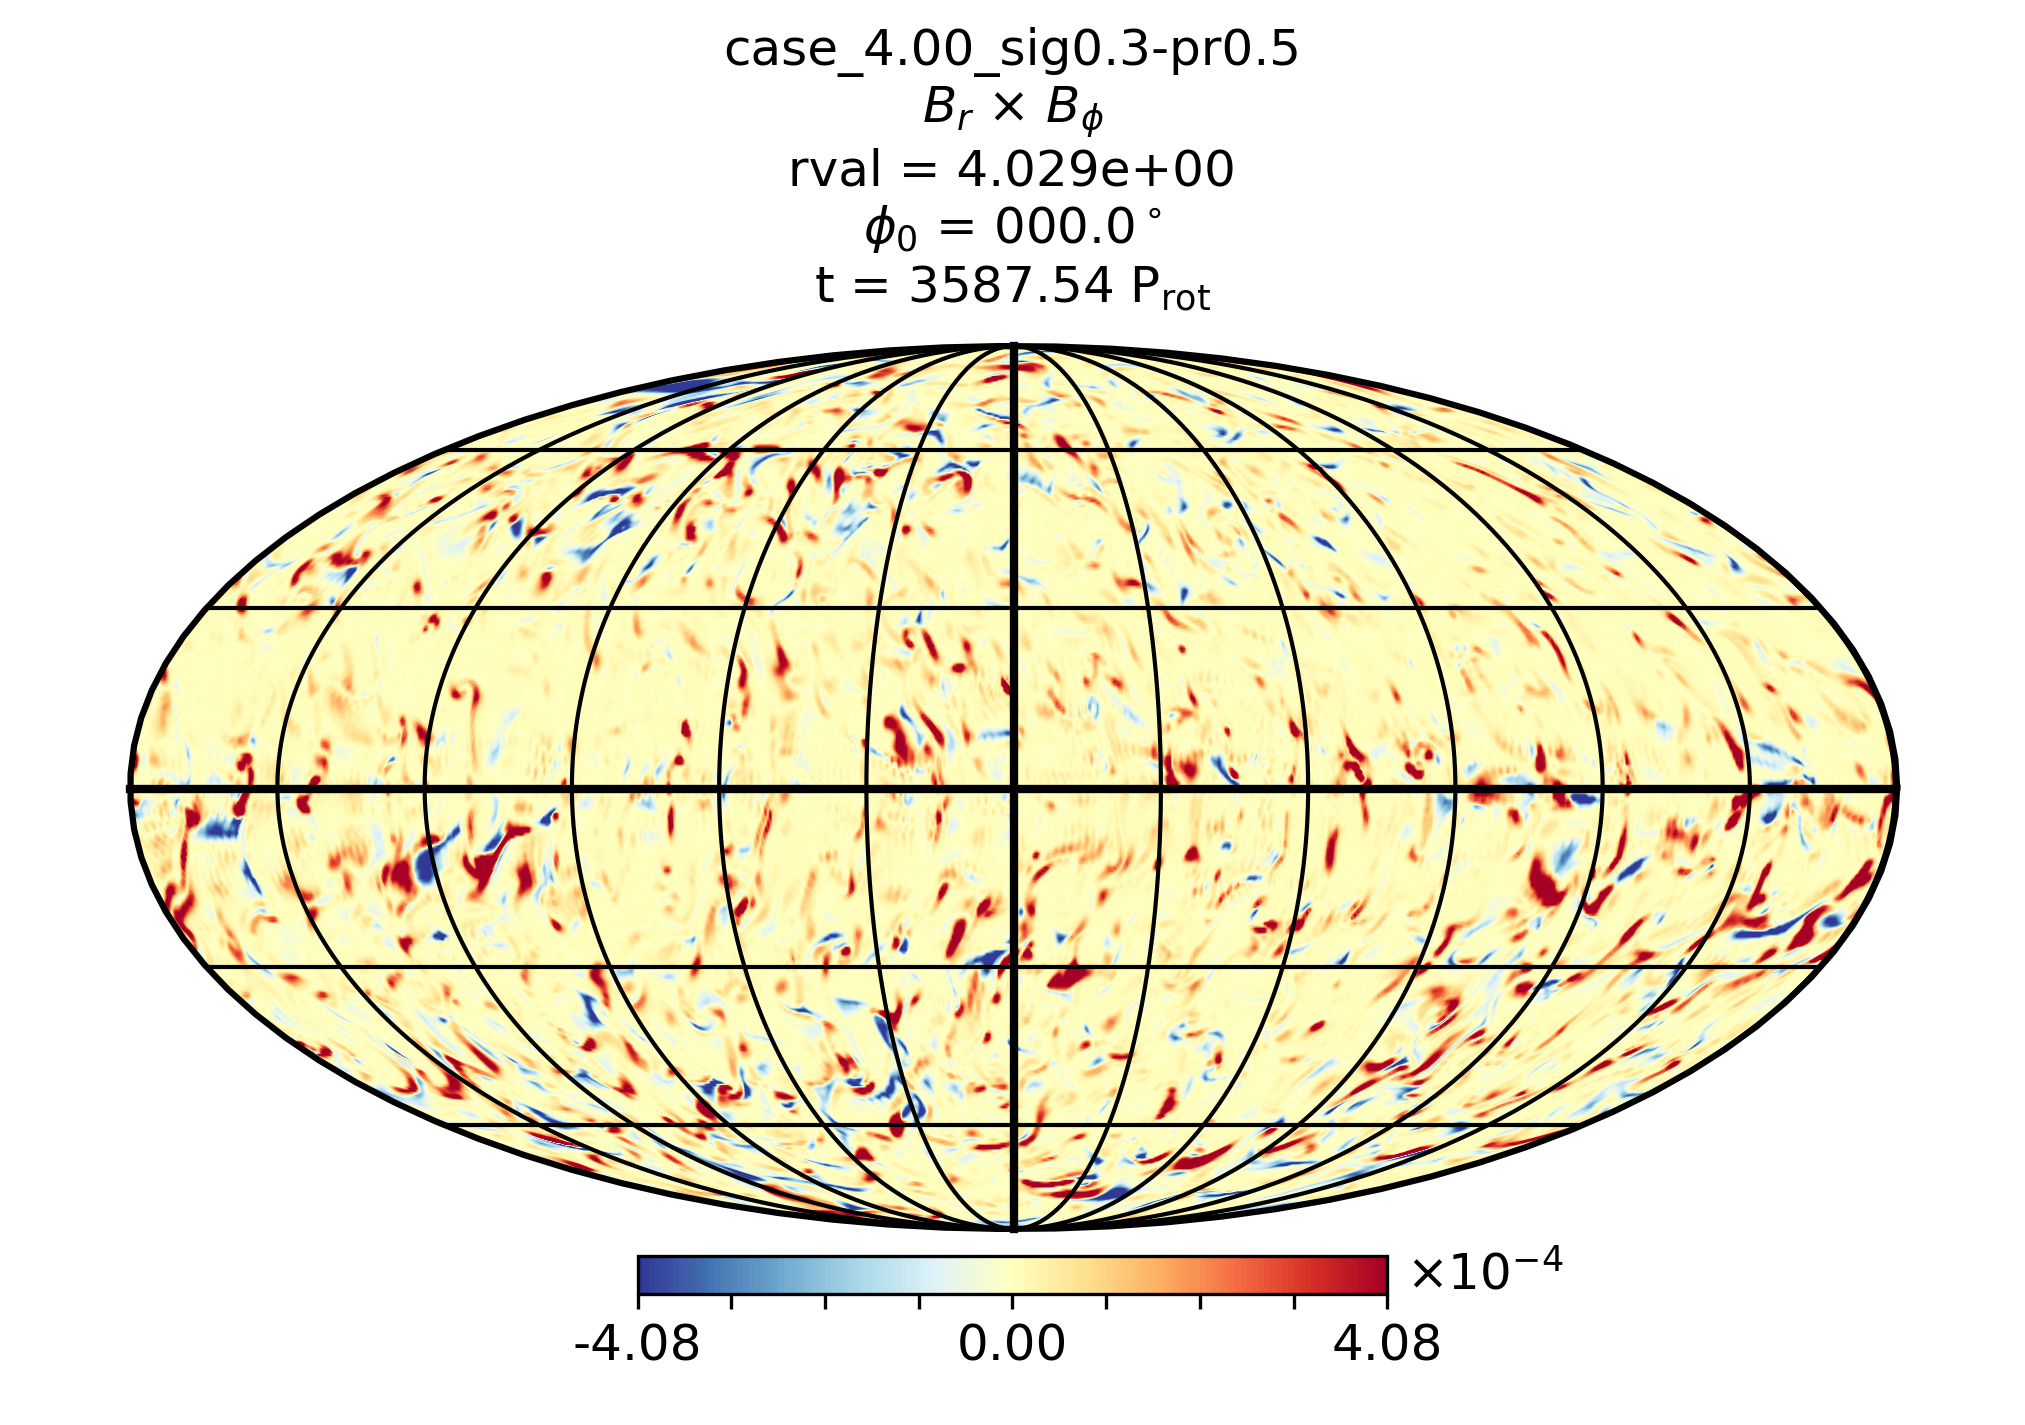 case_4.00_sig0.3-pr0.5
B_r × B_ϕ
rval = 4.029e+00
ϕ_0 = 000.0°
t = 3587.54 P_rot
×10^−4
-4.08 0.00 4.08